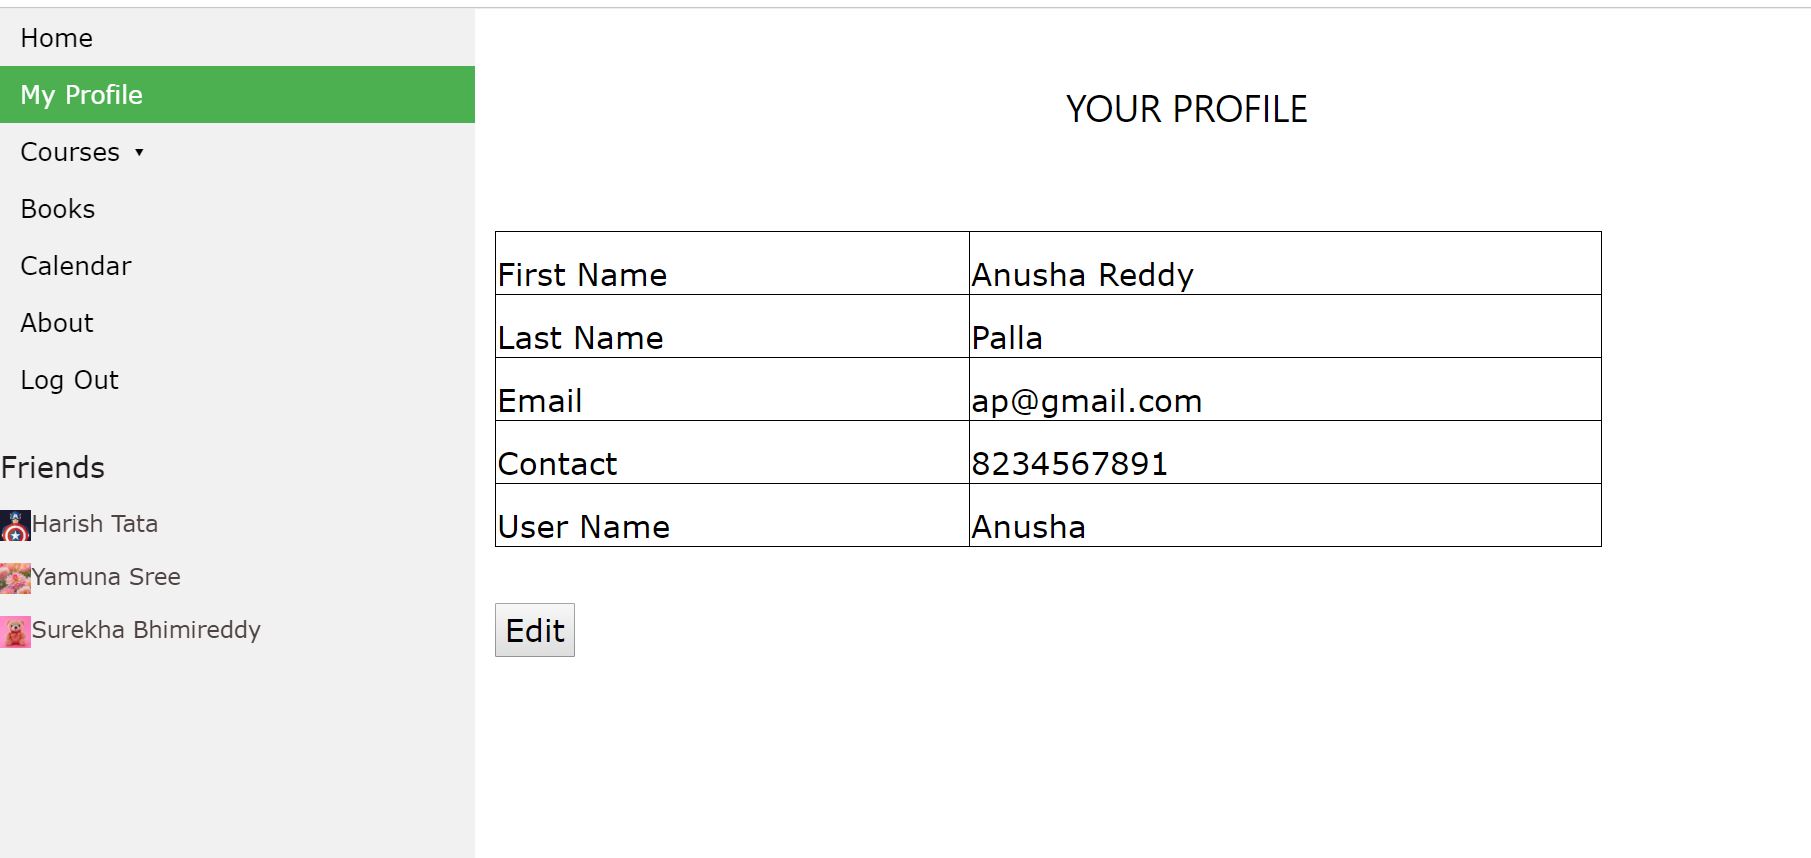 Home
My Profile
Courses ▾
Books
Calendar
About
Log Out
Friends
Harish Tata
Yamuna Sree
Surekha Bhimireddy
YOUR PROFILE
First Name Anusha Reddy
Last Name Palla
Email ap@gmail.com
Contact 8234567891
User Name Anusha
Edit